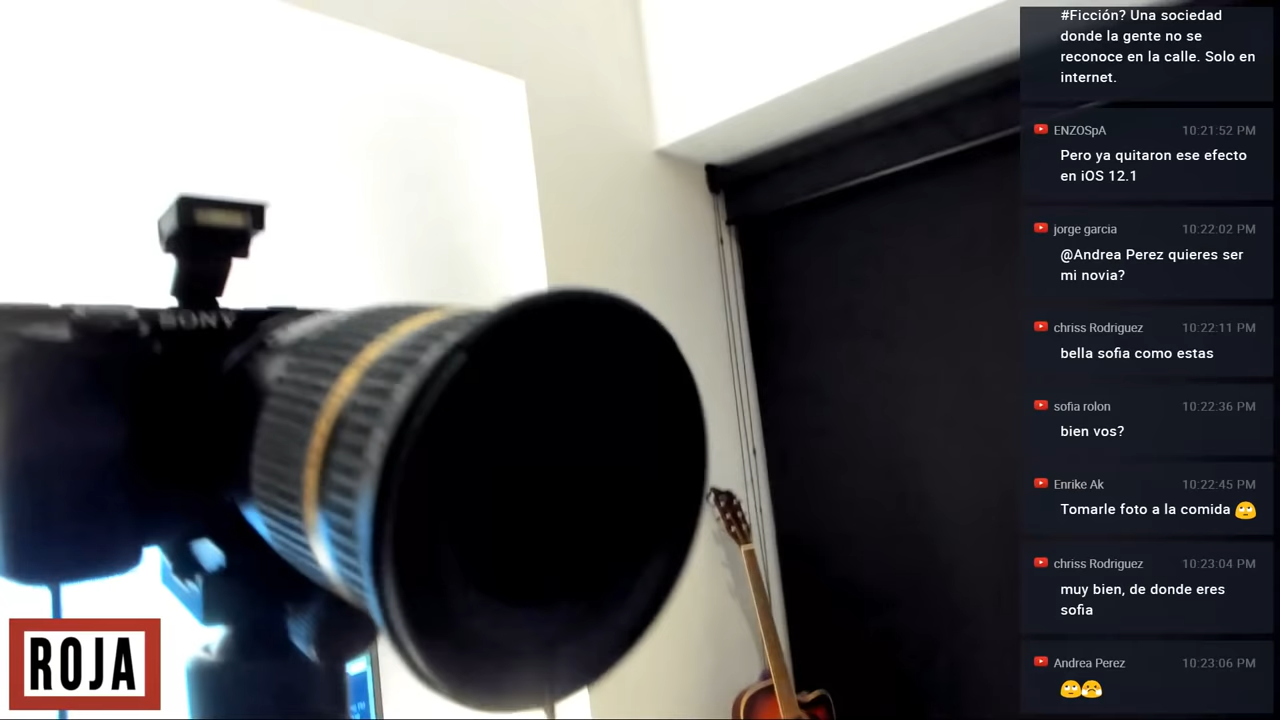 SONY
ROJA
#Ficción? Una sociedad
donde la gente no se
reconoce en la calle. Solo en
internet.
ENZOSpA 10:21:52 PM
Pero ya quitaron ese efecto
en iOS 12.1
jorge garcia 10:22:02 PM
@Andrea Perez quieres ser
mi novia?
chriss Rodriguez 10:22:11 PM
bella sofia como estas
sofia rolon 10:22:36 PM
bien vos?
Enrike Ak 10:22:45 PM
Tomarle foto a la comida 🙄
chriss Rodriguez 10:23:04 PM
muy bien, de donde eres
sofia
Andrea Perez 10:23:06 PM
🙄😤